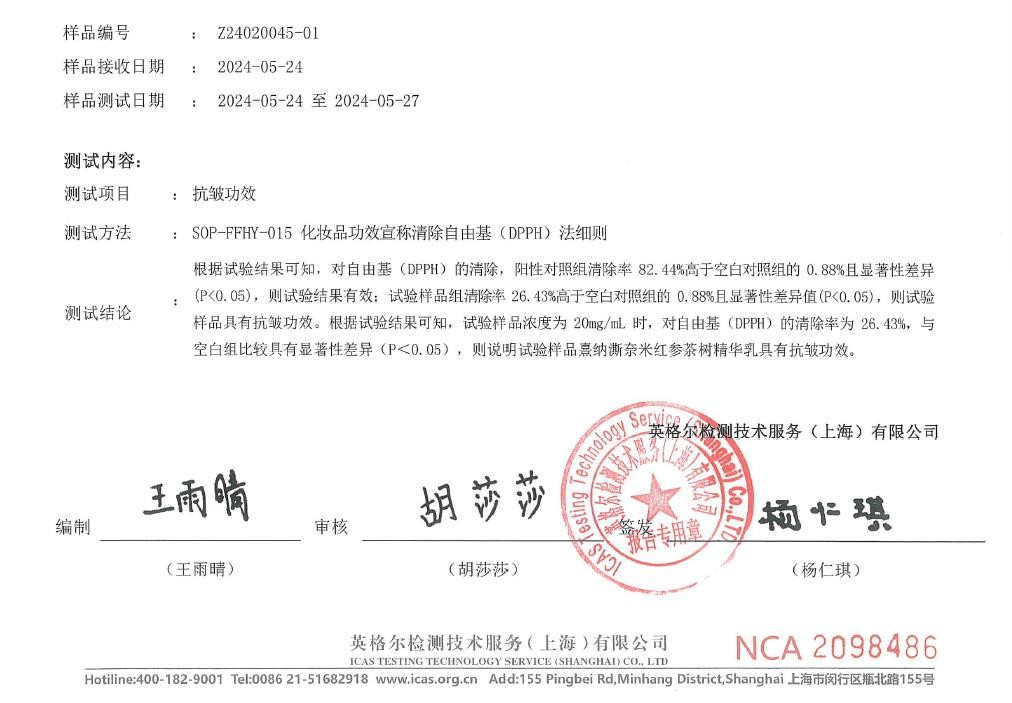 样品编号 : Z24020045-01
样品接收日期 : 2024-05-24
样品测试日期 : 2024-05-24 至 2024-05-27
测试内容:
测试项目 : 抗皱功效
测试方法 : SOP-FFHY-015 化妆品功效宣称清除自由基(DPPH)法细则
测试结论 :
根据试验结果可知，对自由基（DPPH）的清除，阳性对照组清除率 82.44%高于空白对照组的 0.88%且显著性差异
(P<0.05)，则试验结果有效；试验样品组清除率 26.43%高于空白对照组的 0.88%且显著性差异值(P<0.05)，则试验
样品具有抗皱功效。根据试验结果可知，试验样品浓度为 20mg/mL 时，对自由基（DPPH）的清除率为 26.43%，与
空白组比较具有显著性差异（P＜0.05），则说明试验样品熹纳澌奈米红参茶树精华乳具有抗皱功效。
英格尔检测技术服务（上海）有限公司
ICAS Testing Technology Service (Shanghai) Co.,LTD
英格尔检测技术服务(上海)有限公司
报告专用章
编制 王雨晴 审核 胡莎莎 签发 杨仁琪
（王雨晴） （胡莎莎） （杨仁琪）
英格尔检测技术服务(上海)有限公司
ICAS TESTING TECHNOLOGY SERVICE (SHANGHAI) CO., LTD
NCA 2098486
Hotiline:400-182-9001 Tel:0086 21-51682918 www.icas.org.cn Add:155 Pingbei Rd,Minhang District,Shanghai 上海市闵行区瓶北路155号